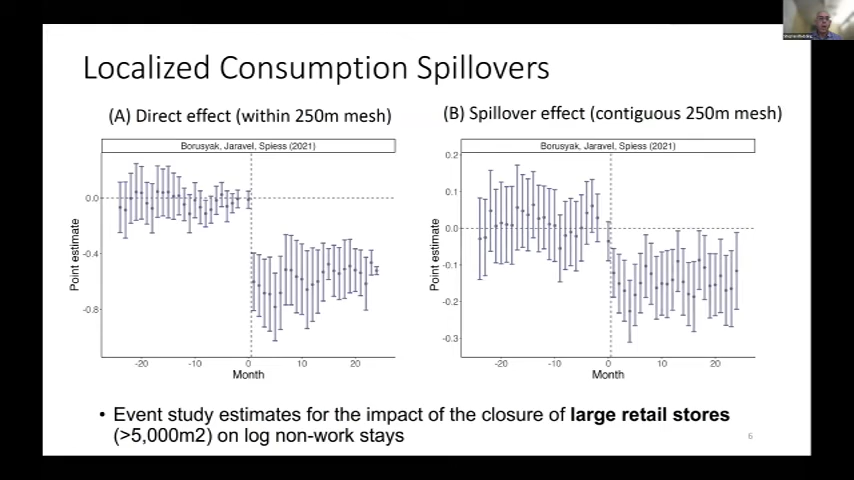 Localized Consumption Spillovers
(A) Direct effect (within 250m mesh)
(B) Spillover effect (contiguous 250m mesh)
Borusyak, Jaravel, Spiess (2021)
Point estimate
0.0
-0.4
-0.8
-20
-10
0
10
20
Month
Borusyak, Jaravel, Spiess (2021)
Point estimate
0.2
0.1
0.0
-0.1
-0.2
-0.3
-20
-10
0
10
20
Month
• Event study estimates for the impact of the closure of large retail stores
(>5,000m2) on log non-work stays
6